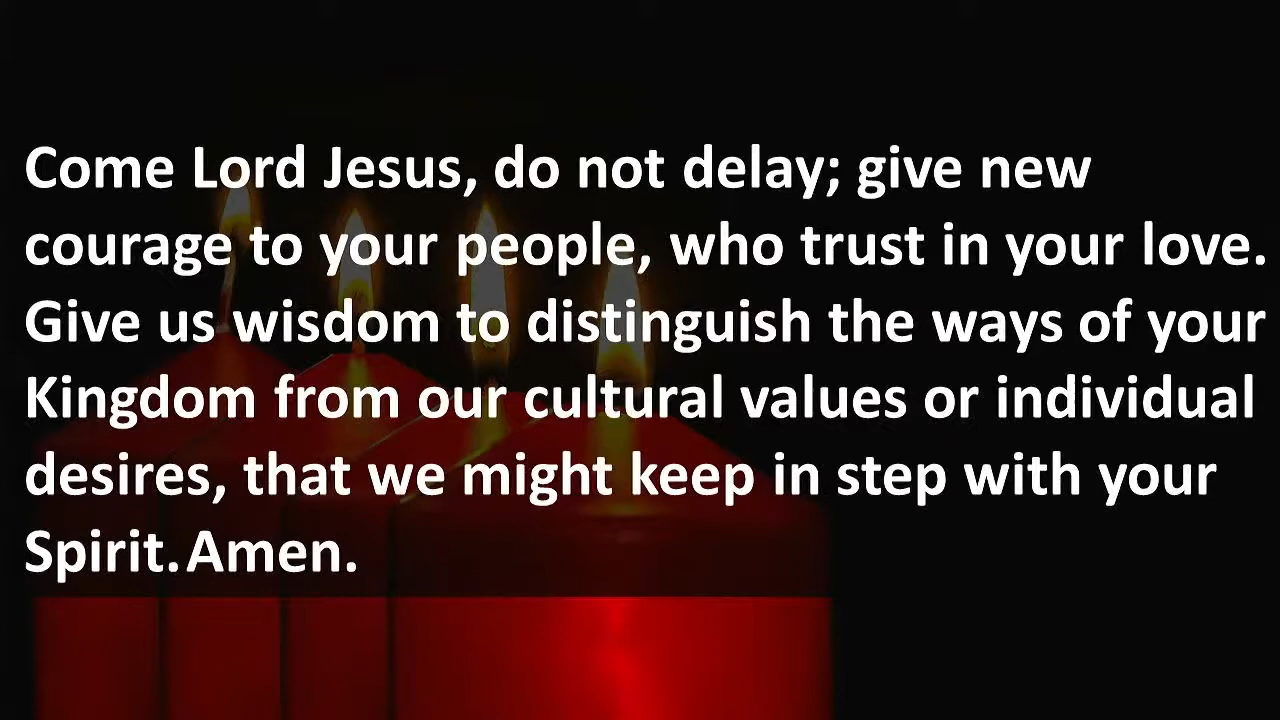 Come Lord Jesus, do not delay; give new
courage to your people, who trust in your love.
Give us wisdom to distinguish the ways of your
Kingdom from our cultural values or individual
desires, that we might keep in step with your
Spirit. Amen.